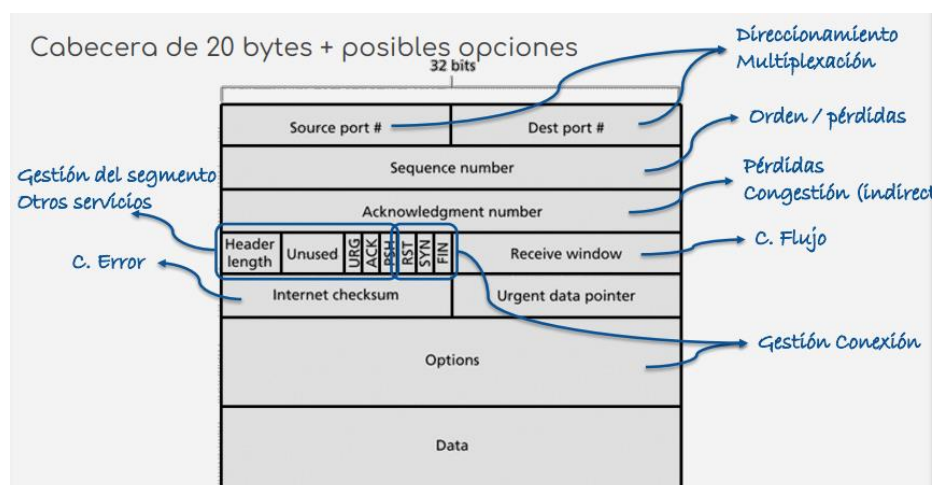 Cabecera de 20 bytes + posibles opciones
32 bits
Direccionamiento
Multiplexación
Source port #
Dest port #
Orden / pérdidas
Sequence number
Gestión del segmento
Otros servicios
Pérdidas
Congestión (indirect
Acknowledgment number
Header
length
Unused
URG
ACK
PSH
RST
SYN
FIN
Receive window
C. Flujo
C. Error
Internet checksum
Urgent data pointer
Gestión Conexión
Options
Data